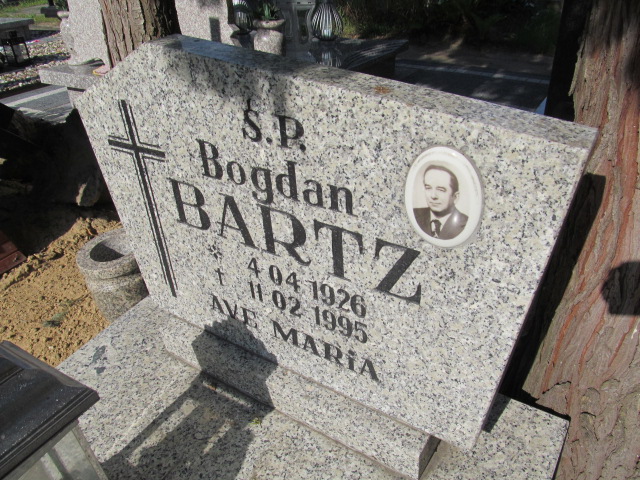 Ś.P.
Bogdan
BARTZ
* 4 04 1926
† 11 02 1995
AVE MARIA